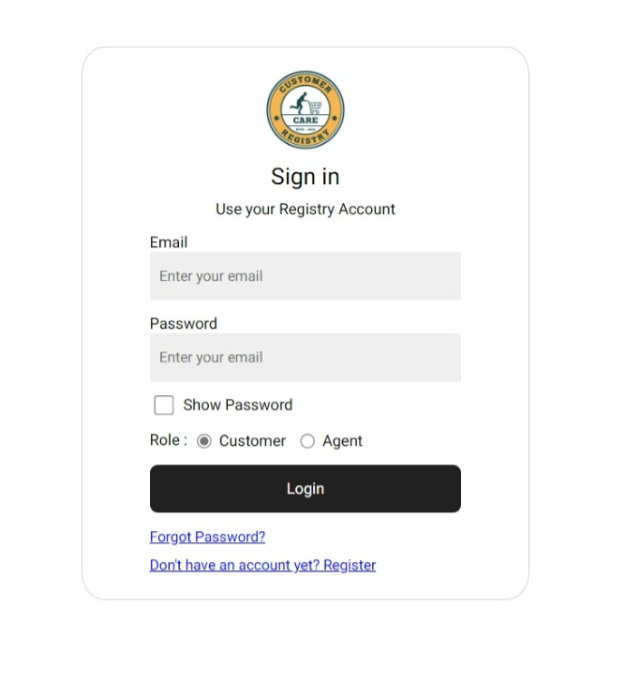 CUSTOMER
CARE
REGISTRY
Sign in
Use your Registry Account
Email
Enter your email
Password
Enter your email
Show Password
Role : Customer Agent
Login
Forgot Password?
Don't have an account yet? Register